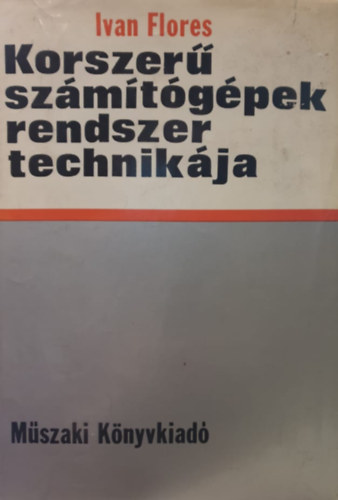 Ivan Flores
Korszerű
számítógépek
rendszer
technikája
Műszaki Könyvkiadó